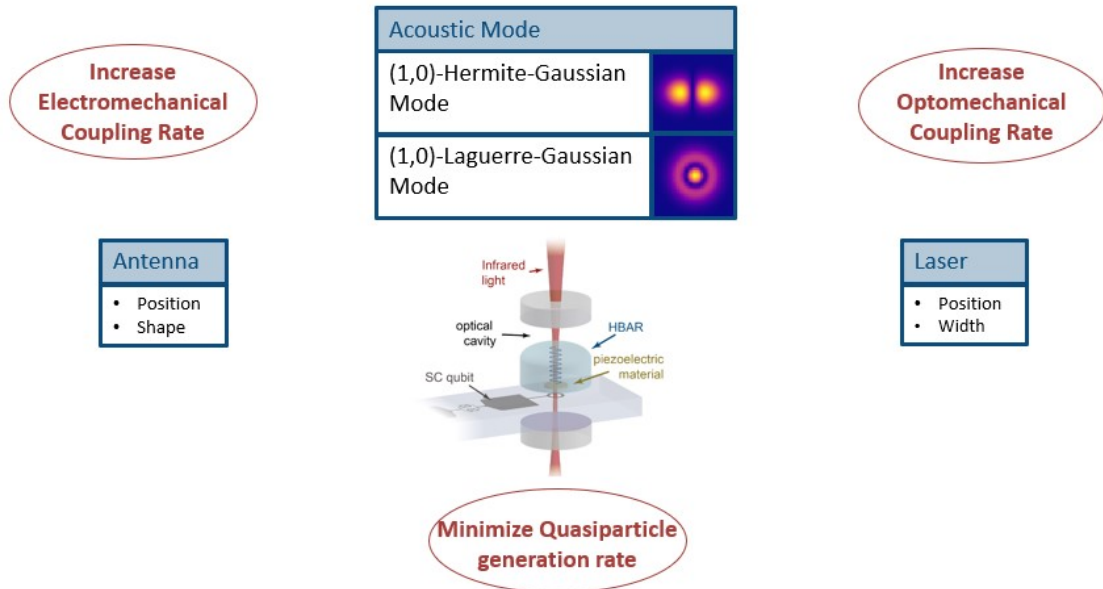 Increase
Electromechanical
Coupling Rate
Acoustic Mode
(1,0)-Hermite-Gaussian
Mode
(1,0)-Laguerre-Gaussian
Mode
Increase
Optomechanical
Coupling Rate
Antenna
• Position
• Shape
Infrared
light
optical
cavity
HBAR
piezoelectric
material
SC qubit
Laser
• Position
• Width
Minimize Quasiparticle
generation rate